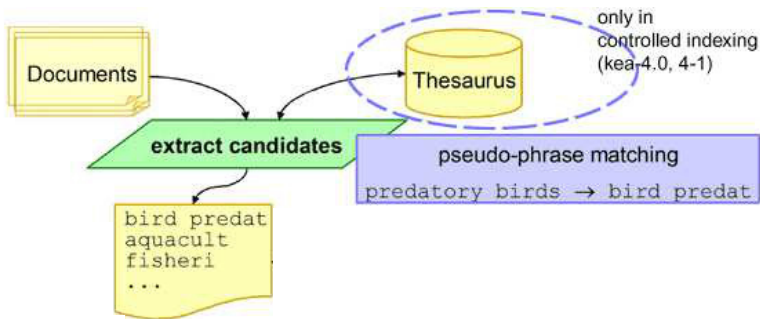 only in
controlled indexing
(kea-4.0, 4-1)
Documents
Thesaurus
extract candidates
pseudo-phrase matching
predatory birds → bird predat
bird predat
aquacult
fisheri
...